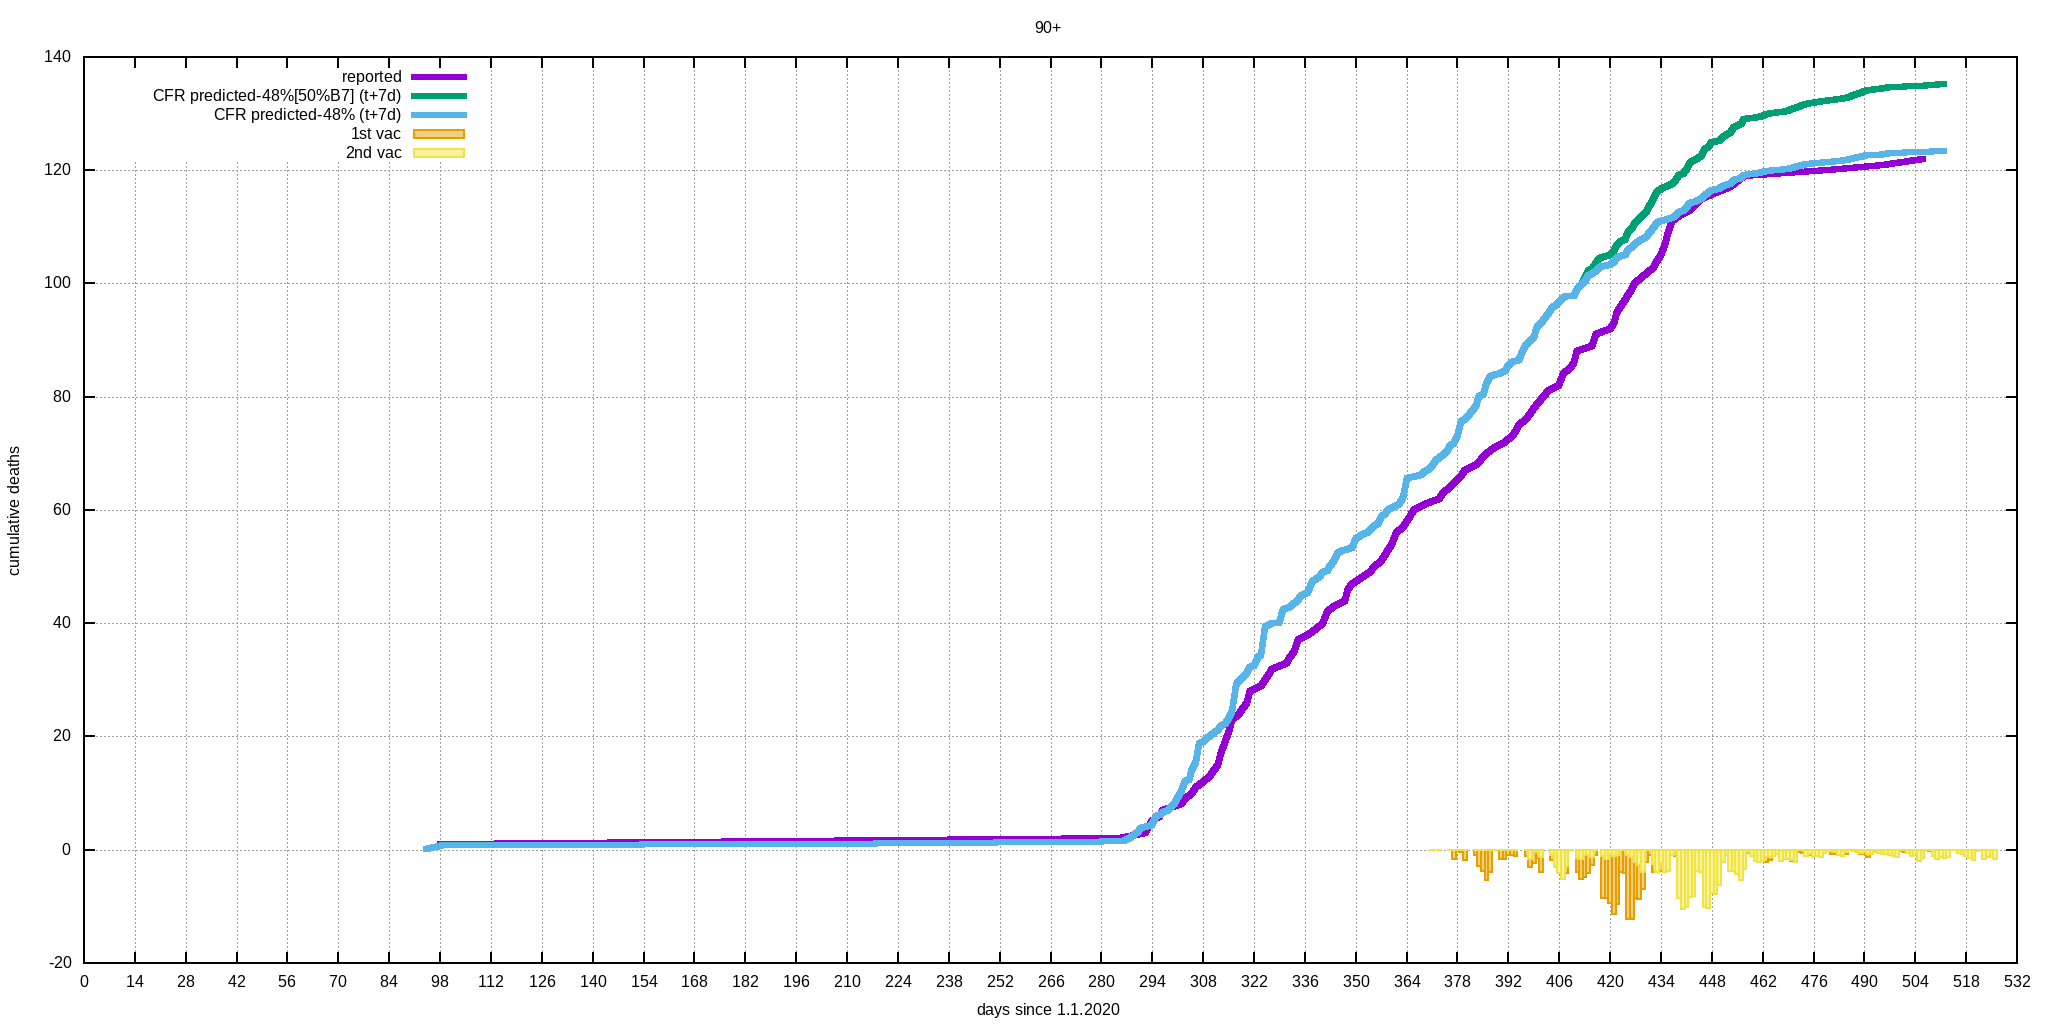 90+
140
120
100
80
60
40
20
0
-20
reported
CFR predicted-48%[50%B7] (t+7d)
CFR predicted-48% (t+7d)
1st vac
2nd vac
cumulative deaths
0 14 28 42 56 70 84 98 112 126 140 154 168 182 196 210 224 238 252 266 280 294 308 322 336 350 364 378 392 406 420 434 448 462 476 490 504 518 532
days since 1.1.2020